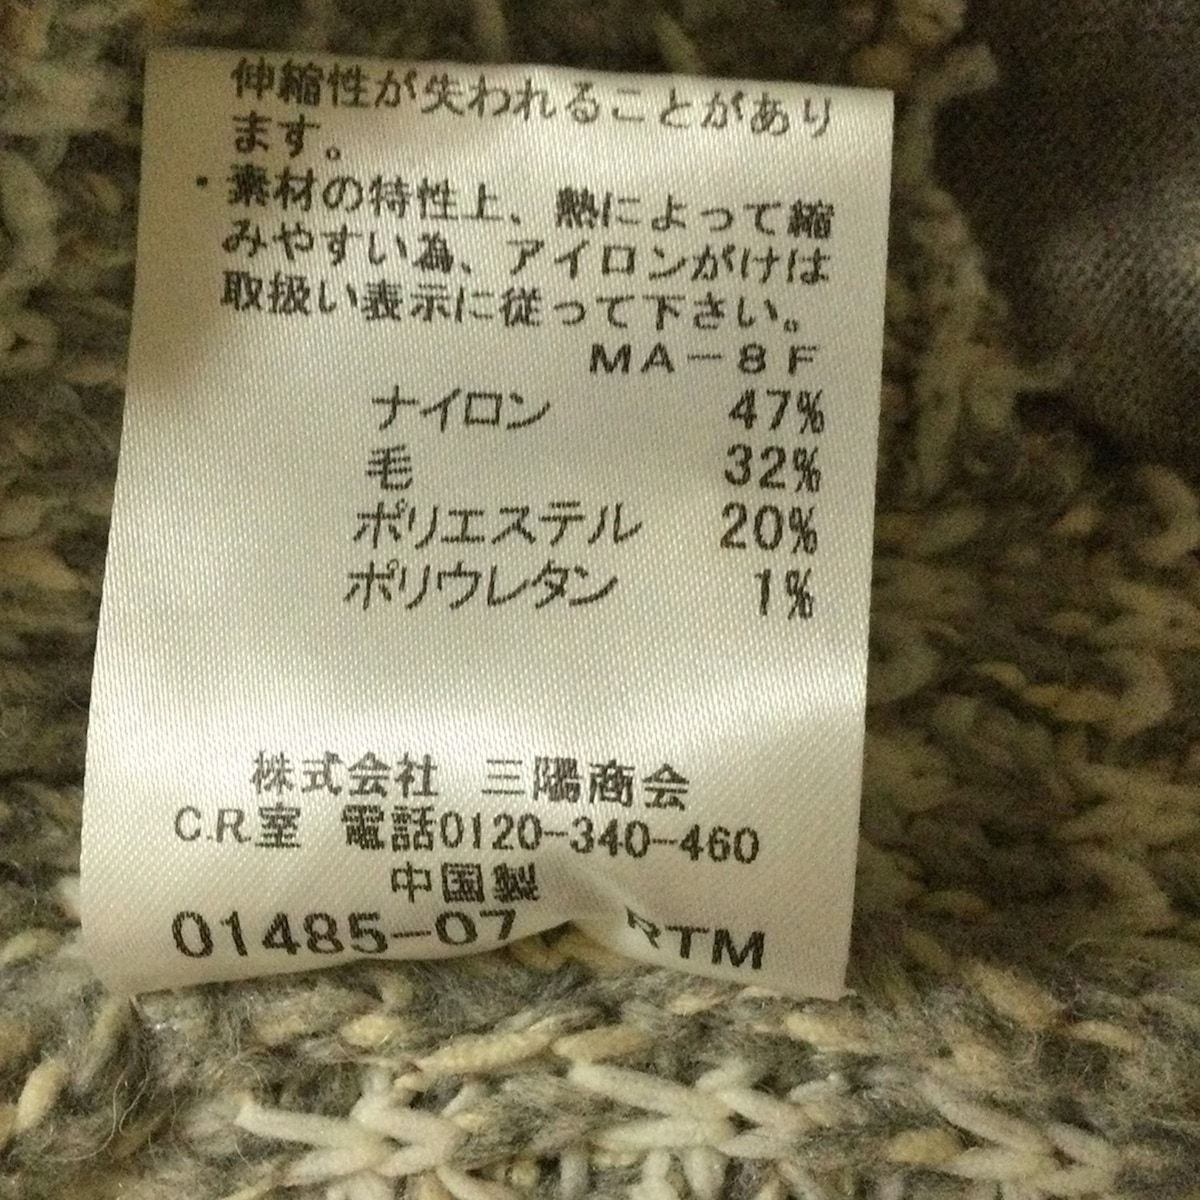 伸縮性が失われることがあり
ます。
・素材の特性上、熱によって縮
みやすい為、アイロンがけは
取扱い表示に従って下さい。
ＭＡ－８Ｆ
ナイロン 47%
毛 32%
ポリエステル 20%
ポリウレタン 1%
株式会社 三陽商会
C.R.室 電話0120-340-460
中国製
01485-07 RTM